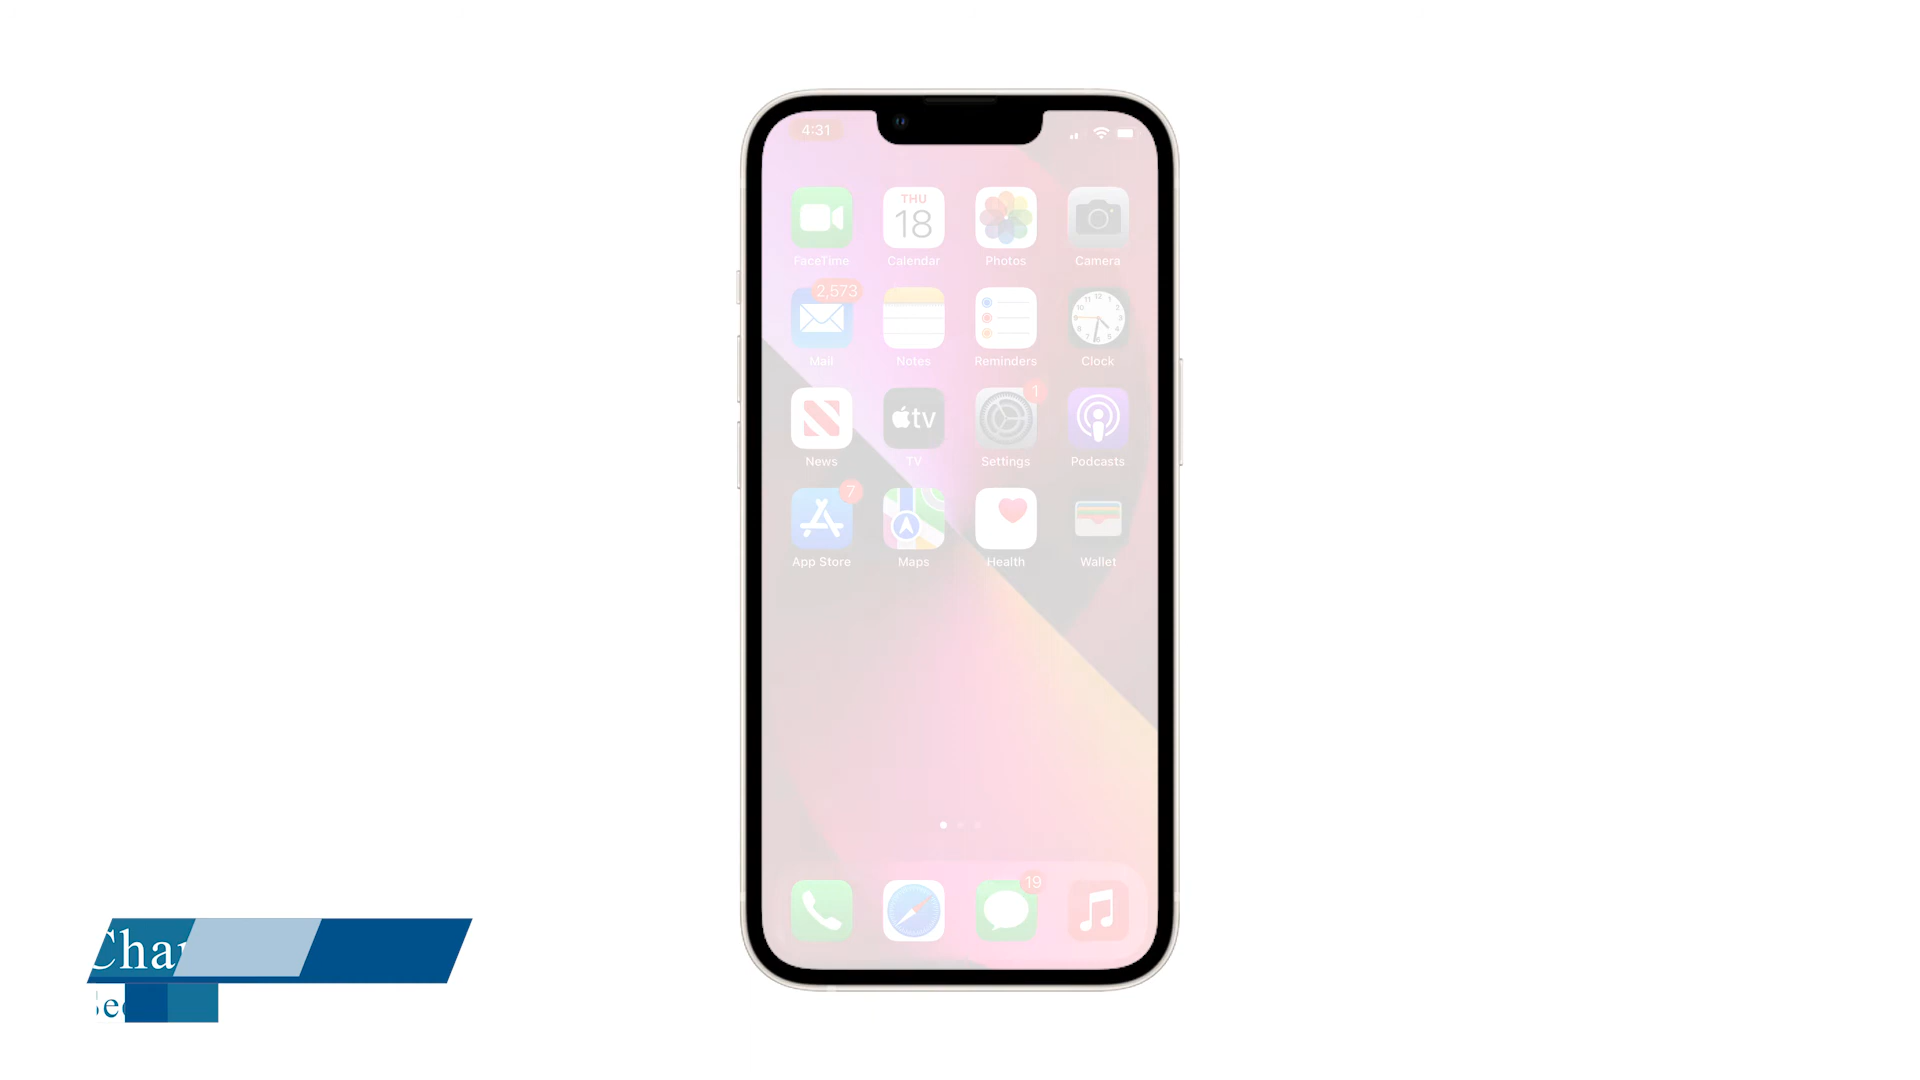 4:31
THU
18
FaceTime
Calendar
Photos
Camera
2,573
Mail
Notes
Reminders
Clock
1
tv
News
TV
Settings
Podcasts
7
App Store
Maps
Health
Wallet
19